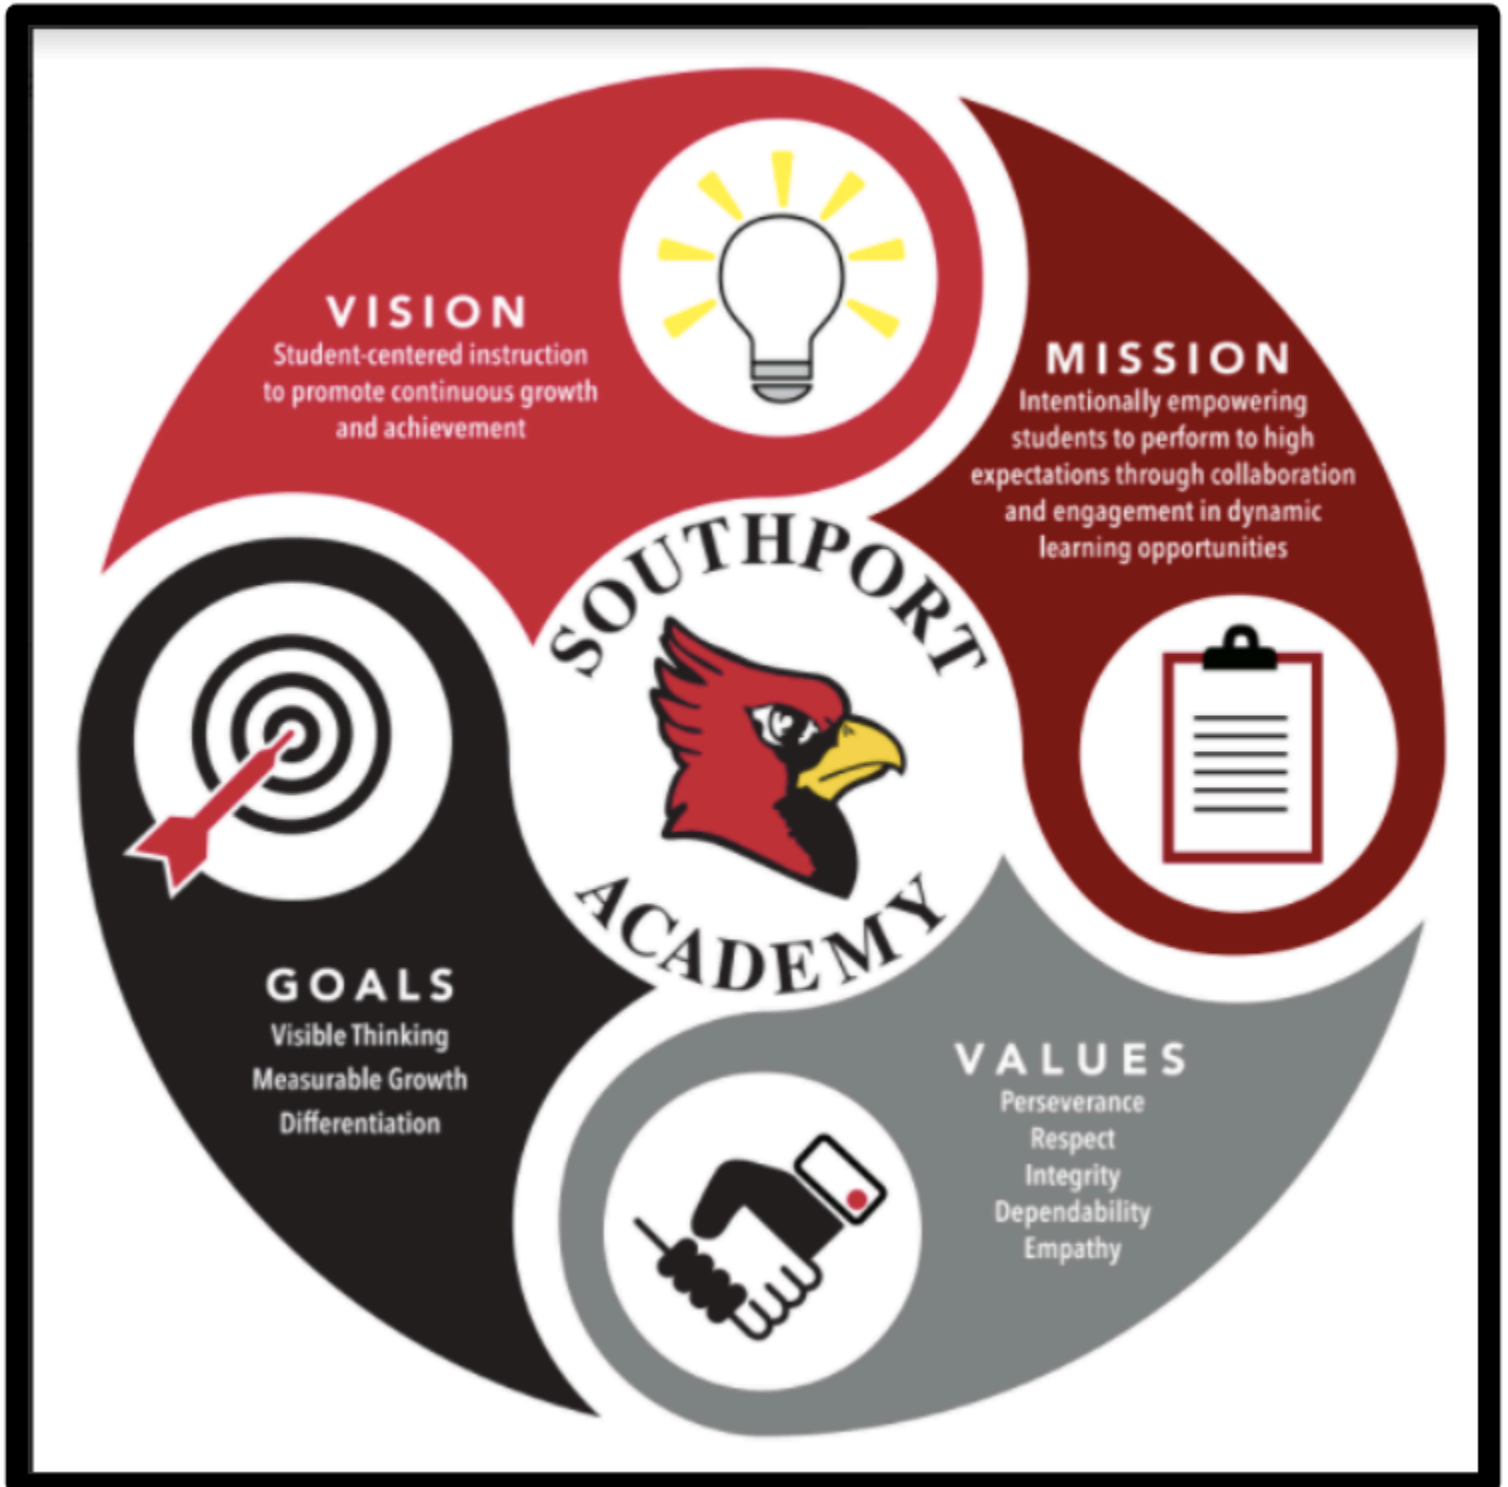 VISION
Student-centered instruction
to promote continuous growth
and achievement
MISSION
Intentionally empowering
students to perform to high
expectations through collaboration
and engagement in dynamic
learning opportunities
SOUTHPORT
ACADEMY
GOALS
Visible Thinking
Measurable Growth
Differentiation
VALUES
Perseverance
Respect
Integrity
Dependability
Empathy